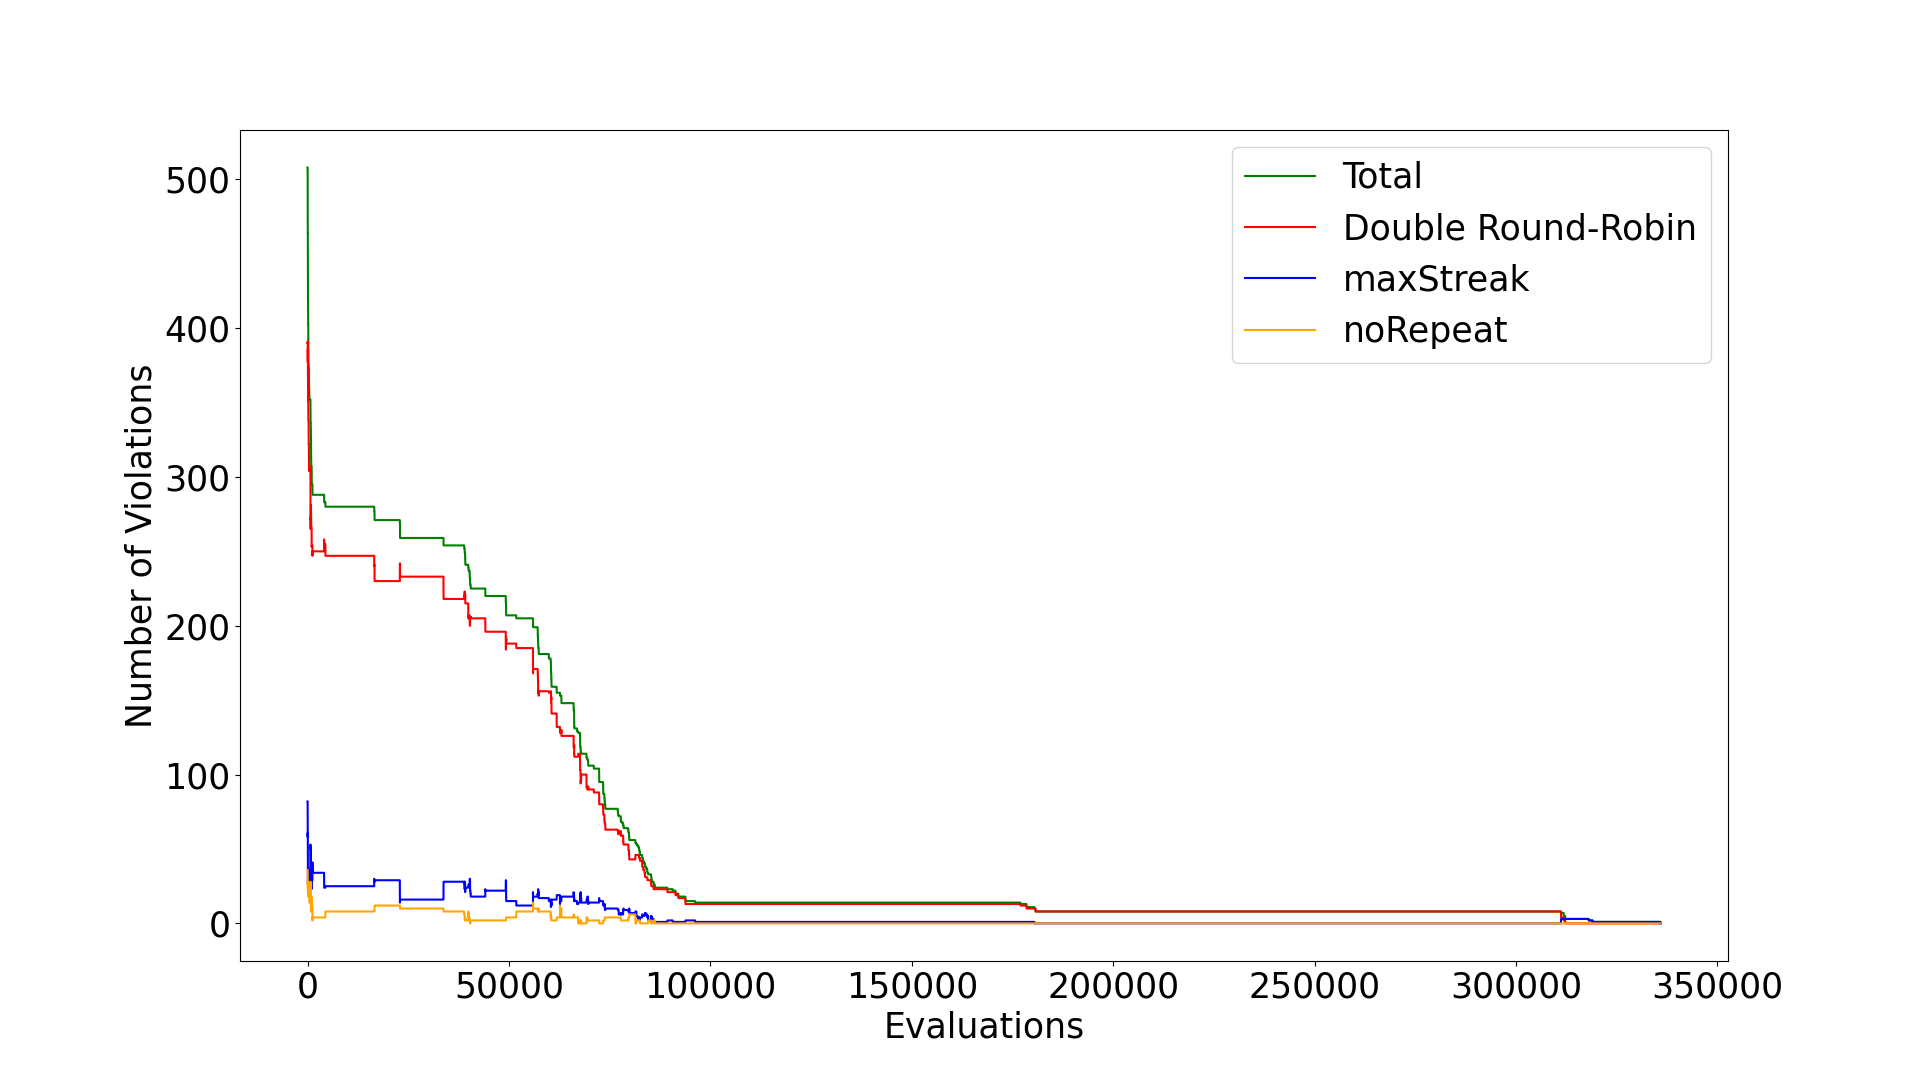 Number of Violations
500
400
300
200
100
0
Total
Double Round-Robin
maxStreak
noRepeat
0 50000 100000 150000 200000 250000 300000 350000
Evaluations